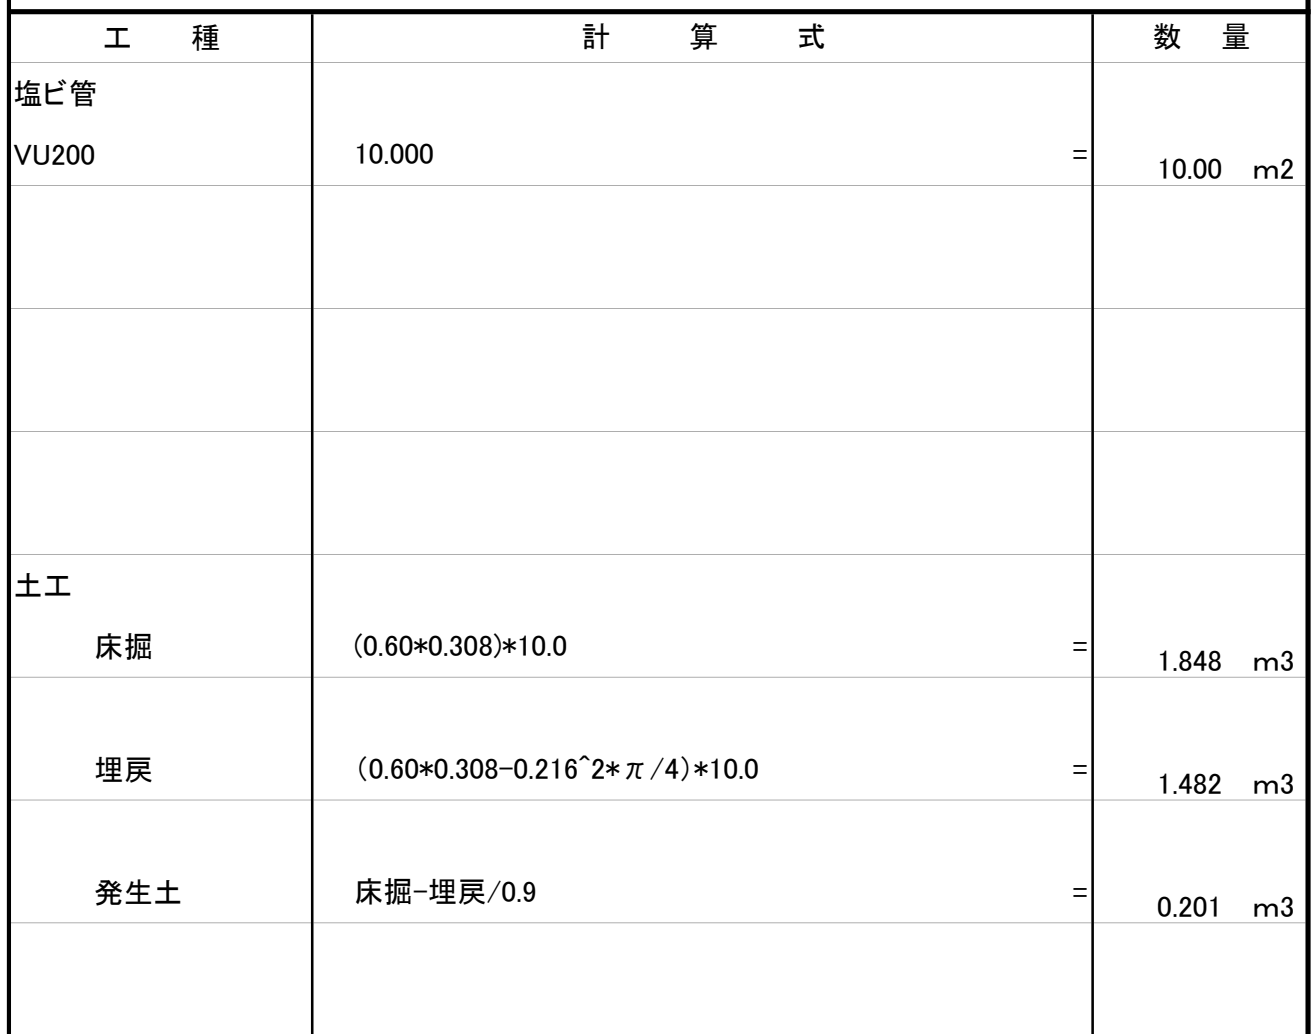 工 種 計 算 式 数 量
塩ビ管
VU200 10.000 = 10.00 m2
土工
床掘 (0.60*0.308)*10.0 = 1.848 m3
埋戻 (0.60*0.308-0.216^2*π/4)*10.0 = 1.482 m3
発生土 床掘-埋戻/0.9 = 0.201 m3